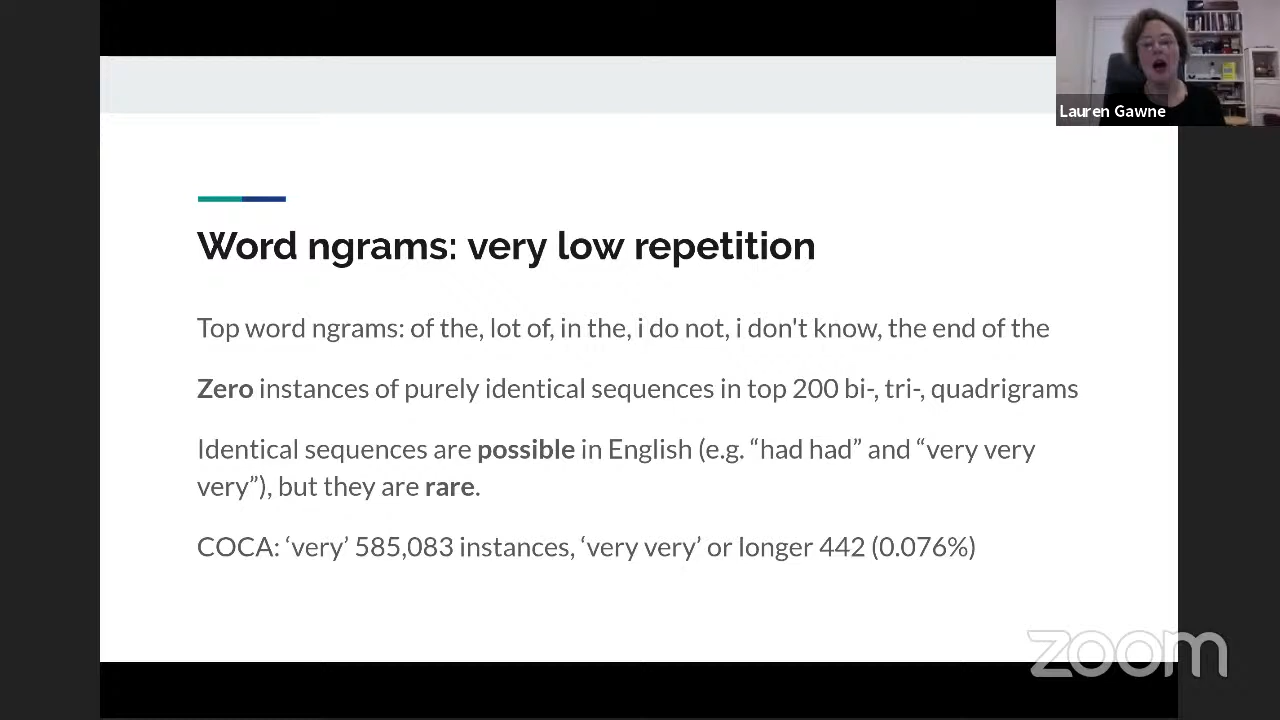 Lauren Gawne
Word ngrams: very low repetition
Top word ngrams: of the, lot of, in the, i do not, i don't know, the end of the
Zero instances of purely identical sequences in top 200 bi-, tri-, quadrigrams
Identical sequences are possible in English (e.g. “had had” and “very very
very”), but they are rare.
COCA: ‘very’ 585,083 instances, ‘very very’ or longer 442 (0.076%)
zoom